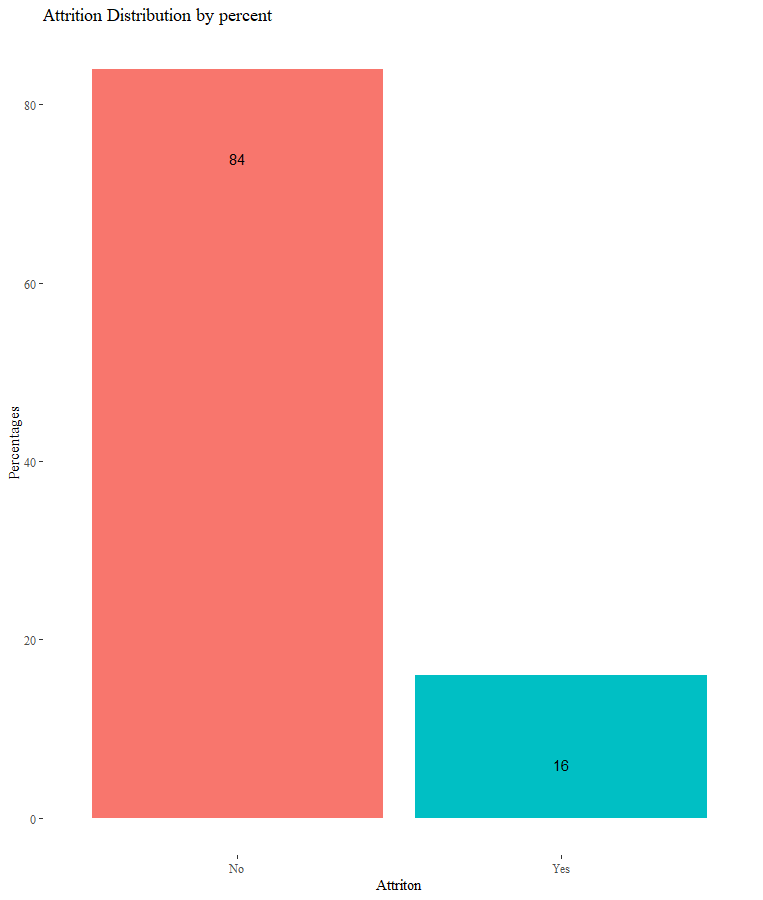 Attrition Distribution by percent
80
60
40
20
0
Percentages
84
16
No
Yes
Attriton